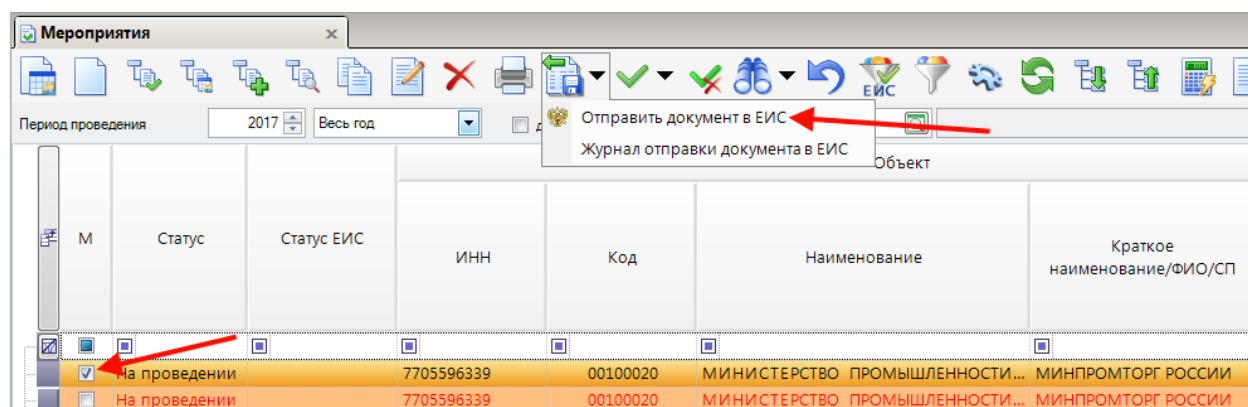 Мероприятия
ЕИС
Период проведения 2017 Весь год
Отправить документ в ЕИС
Журнал отправки документа в ЕИС
Объект
М Статус Статус ЕИС ИНН Код Наименование Краткое
наименование/ФИО/СП
На проведении 7705596339 00100020 МИНИСТЕРСТВО ПРОМЫШЛЕННОСТИ... МИНПРОМТОРГ РОССИИ
На проведении 7705596339 00100020 МИНИСТЕРСТВО ПРОМЫШЛЕННОСТИ... МИНПРОМТОРГ РОССИИ